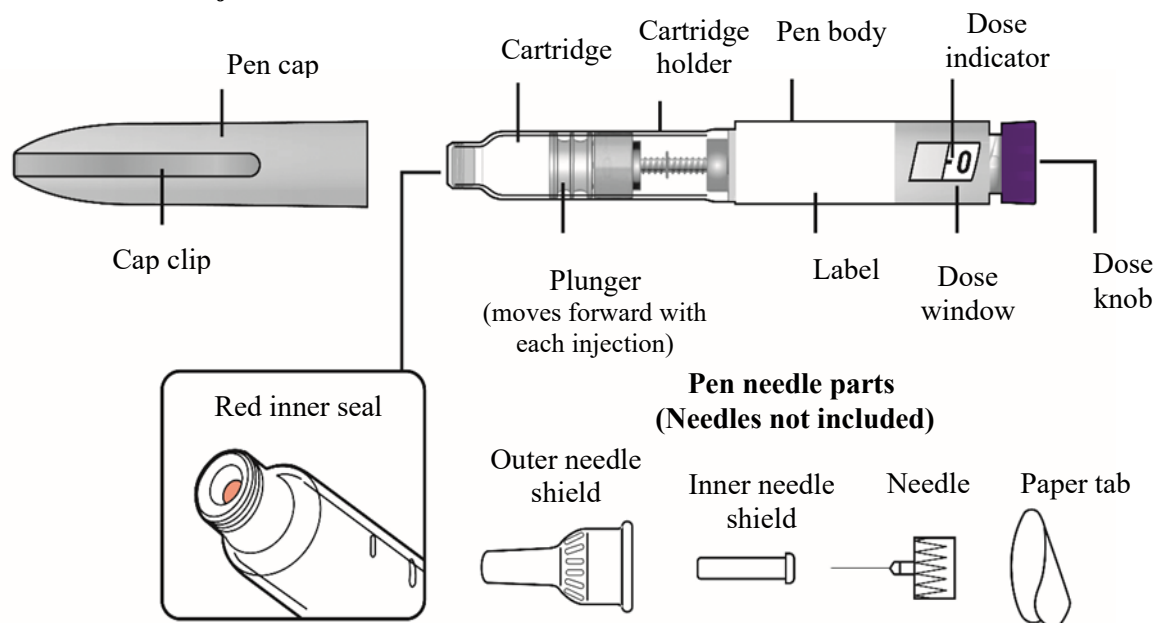 Pen cap
Cartridge
Cartridge
holder
Pen body
Dose
indicator
0
Cap clip
Plunger
(moves forward with
each injection)
Label
Dose
window
Dose
knob
Red inner seal
Pen needle parts
(Needles not included)
Outer needle
shield
Inner needle
shield
Needle
Paper tab